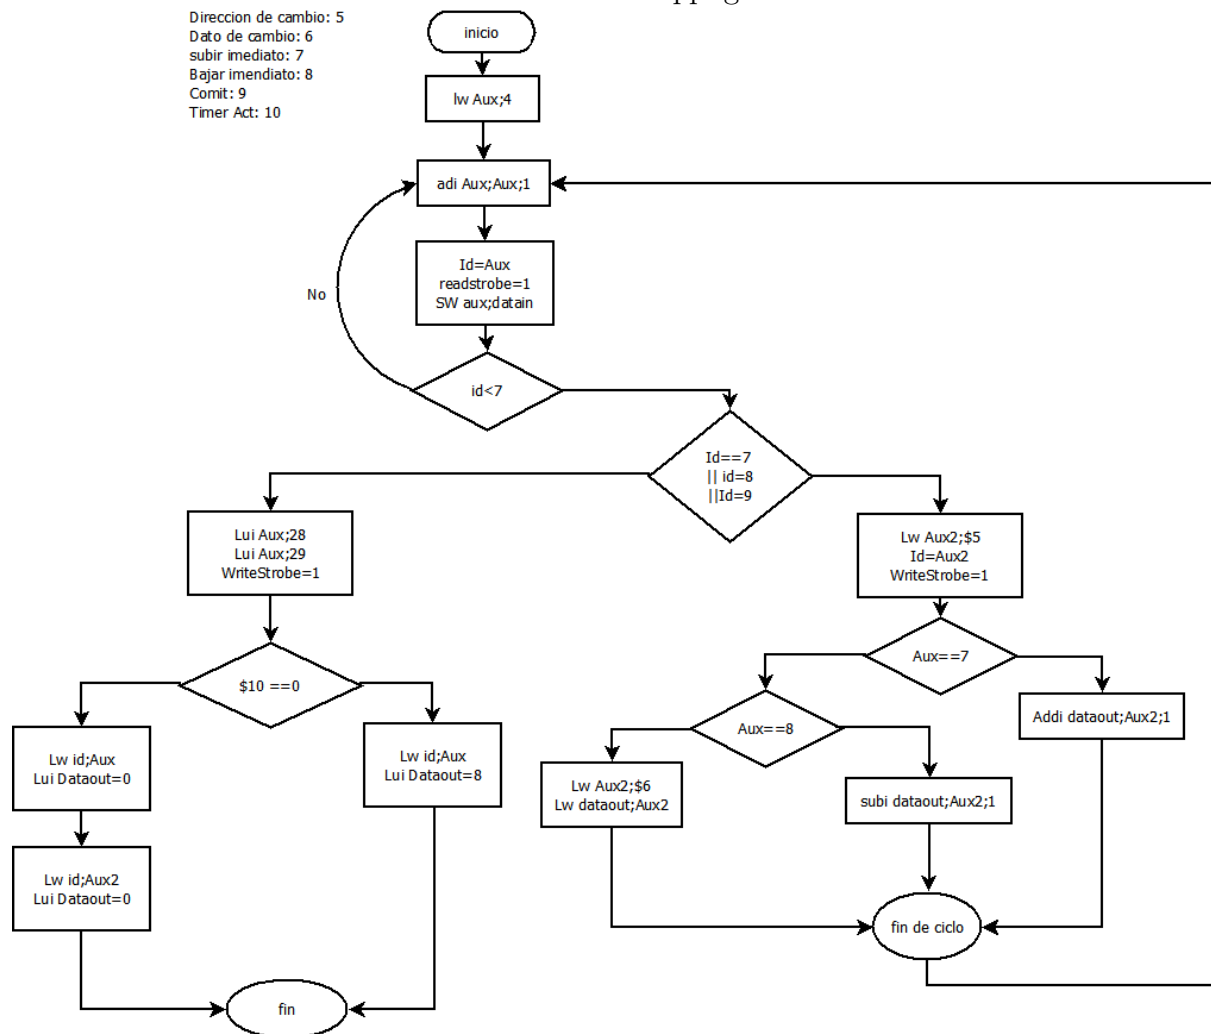 pping
Direccion de cambio: 5
Dato de cambio: 6
subir imediato: 7
Bajar imendiato: 8
Comit: 9
Timer Act: 10
inicio
lw Aux;4
adi Aux;Aux;1
Id=Aux
readstrobe=1
SW aux;datain
No
id<7
Id==7
|| id=8
||Id=9
Lui Aux;28
Lui Aux;29
WriteStrobe=1
Lw Aux2;$5
Id=Aux2
WriteStrobe=1
$10 ==0
Aux==7
Lw id;Aux
Lui Dataout=0
Lw id;Aux
Lui Dataout=8
Aux==8
Addi dataout;Aux2;1
Lw Aux2;$6
Lw dataout;Aux2
subi dataout;Aux2;1
Lw id;Aux2
Lui Dataout=0
fin de ciclo
fin